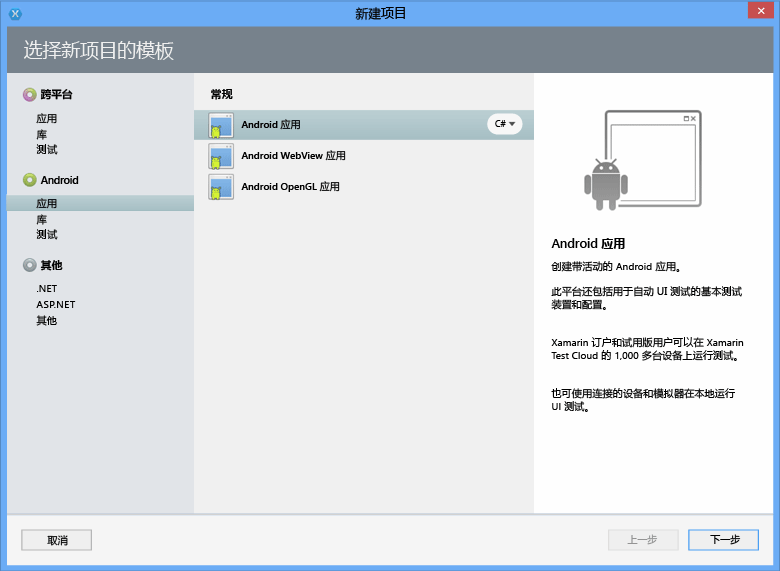 新建项目
选择新项目的模板
跨平台
应用
库
测试
Android
应用
库
测试
其他
.NET
ASP.NET
其他
常规
Android 应用
C#
Android WebView 应用
Android OpenGL 应用
Android 应用
创建带活动的 Android 应用。
此平台还包括用于自动 UI 测试的基本测试
装置和配置。
Xamarin 订户和试用版用户可以在 Xamarin
Test Cloud 的 1,000 多台设备上运行测试。
也可使用连接的设备和模拟器在本地运行
UI 测试。
取消
上一步
下一步